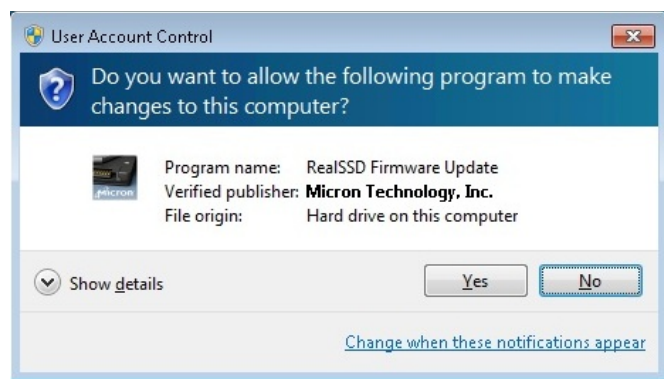 User Account Control
Do you want to allow the following program to make
changes to this computer?
Micron
Program name: RealSSD Firmware Update
Verified publisher: Micron Technology, Inc.
File origin: Hard drive on this computer
Show details
Yes
No
Change when these notifications appear